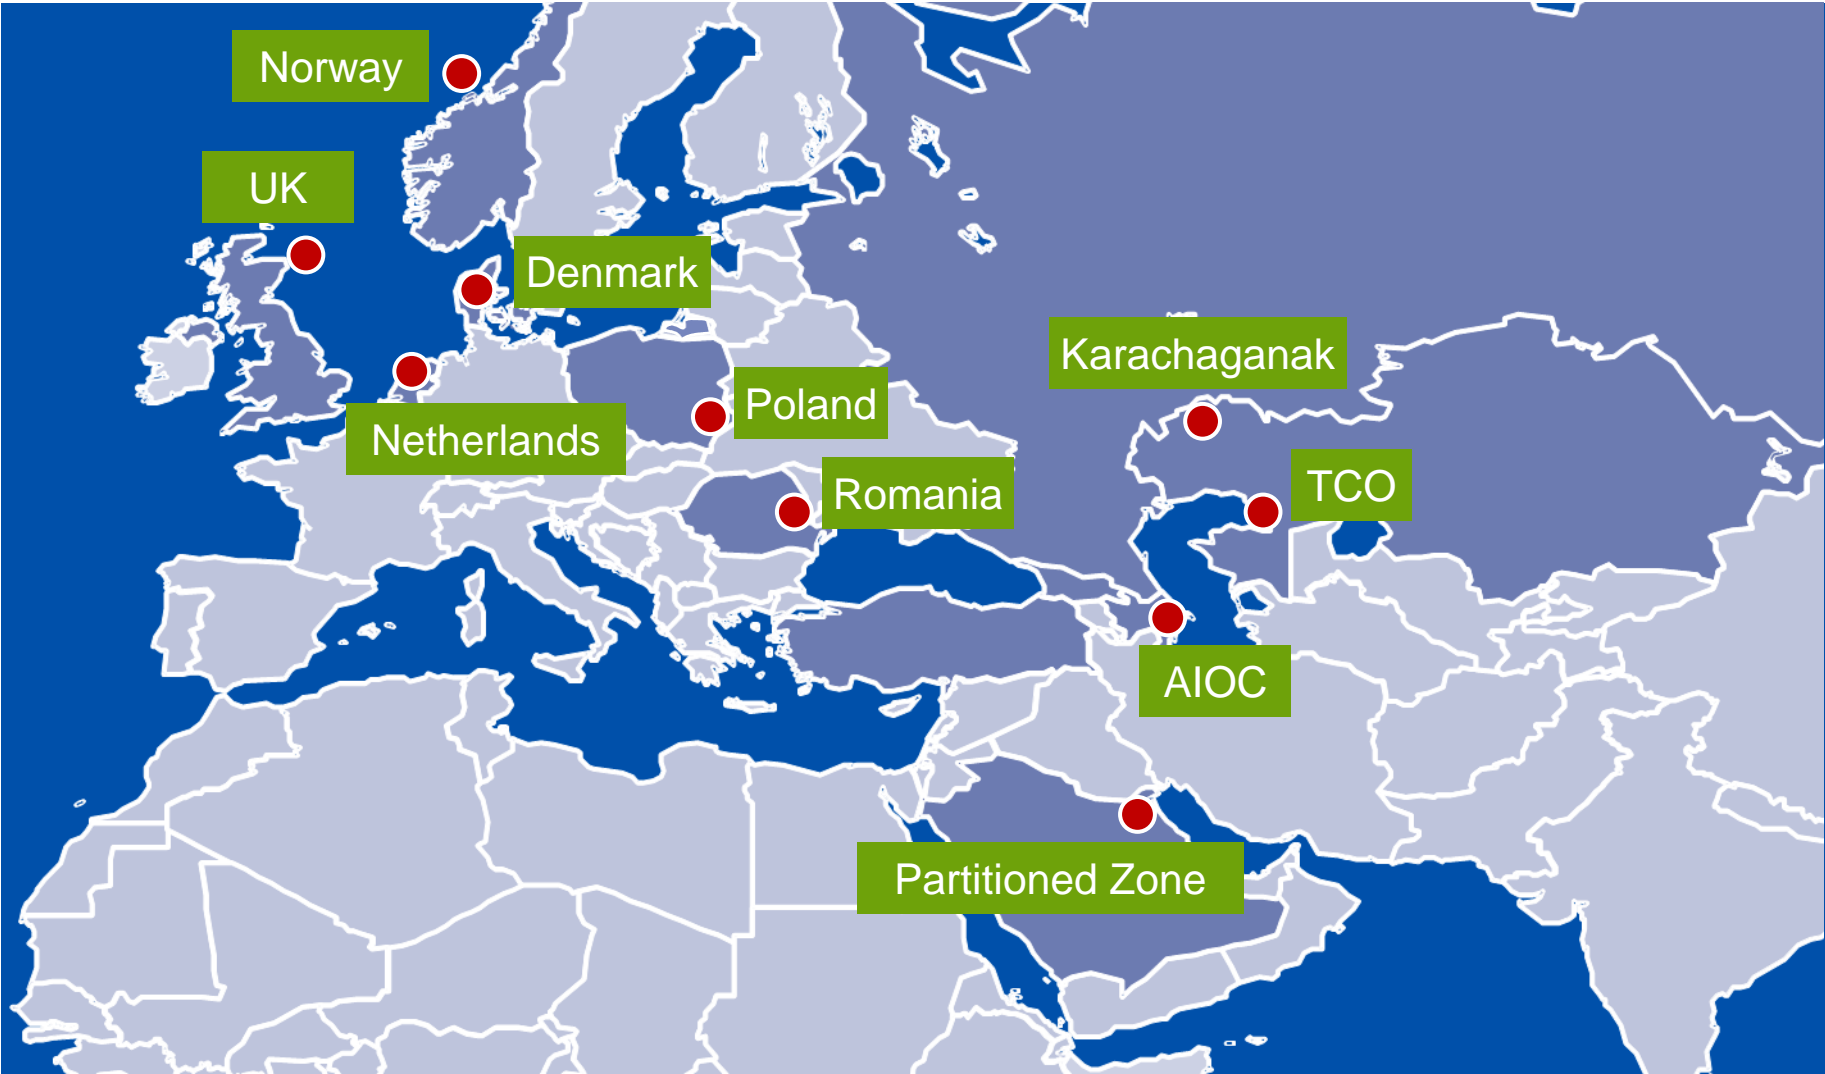 Norway
UK
Denmark
Karachaganak
Poland
Netherlands
Romania
TCO
AIOC
Partitioned Zone